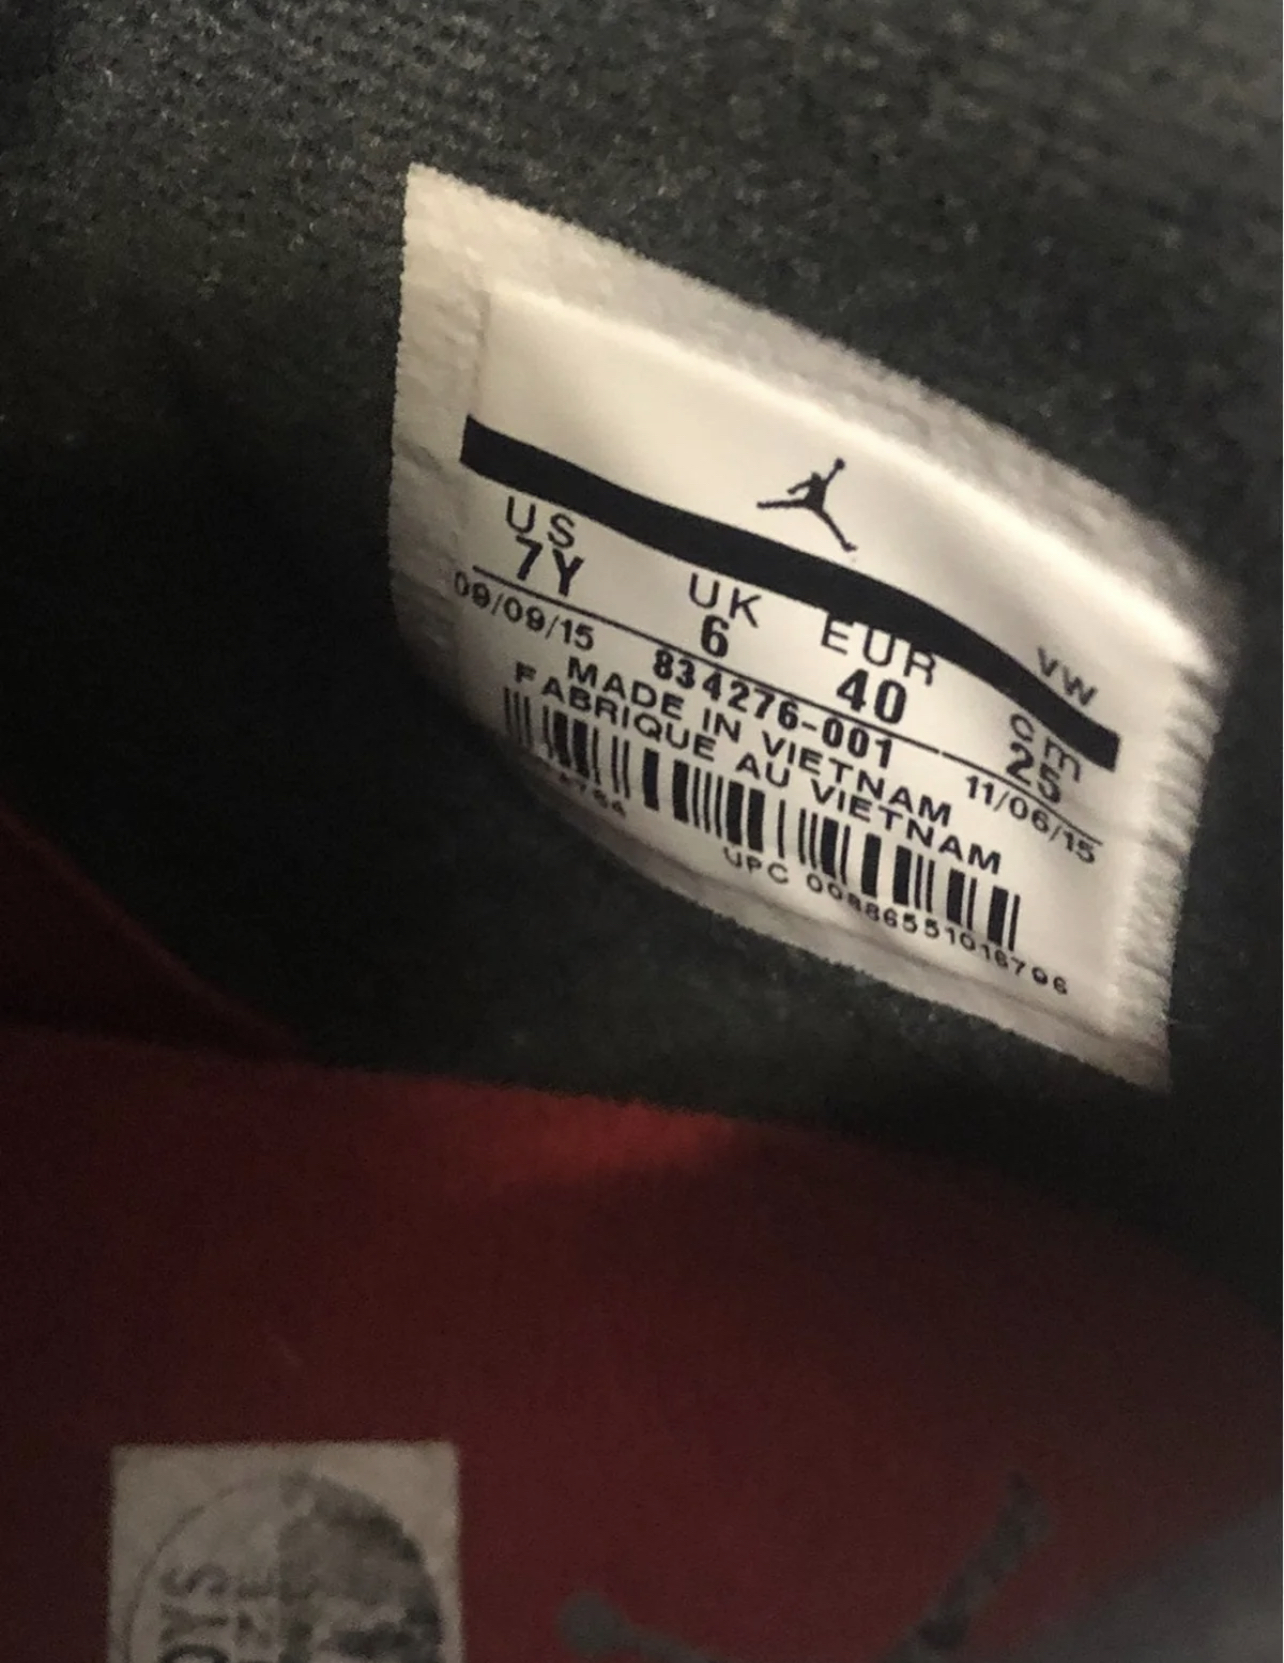 US UK EUR cm
7Y 6 40 25
09/09/15 834276-001 11/06/15
MADE IN VIETNAM
FABRIQUE AU VIETNAM
VW
UPC 00886551016796
OYS